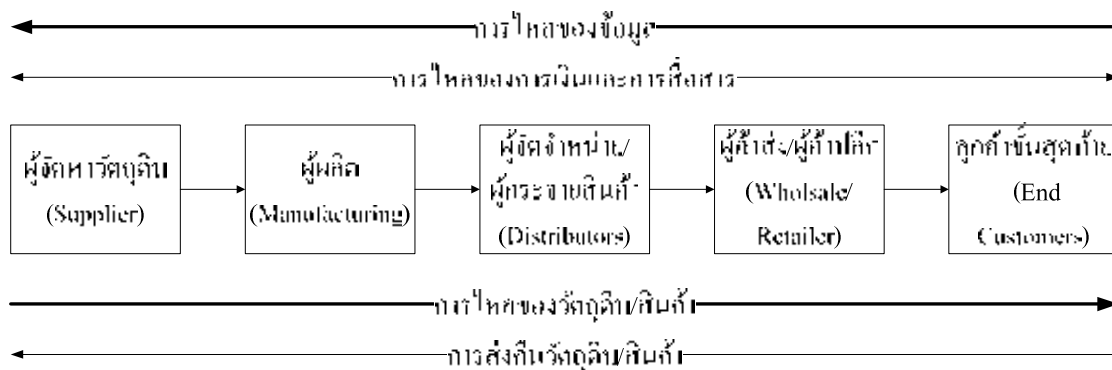 การไหลของข้อมูล
การไหลของการเงินและการสื่อสาร
ผู้จัดหาวัตถุดิบ
(Supplier)
ผู้ผลิต
(Manufacturing)
ผู้จัดจำหน่าย/
ผู้กระจายสินค้า
(Distributors)
ผู้ค้าส่ง/ผู้ค้าปลีก
(Wholsale/
Retailer)
ลูกค้าขั้นสุดท้าย
(End
Customers)
การไหลของวัตถุดิบ/สินค้า
การส่งคืนวัตถุดิบ/สินค้า